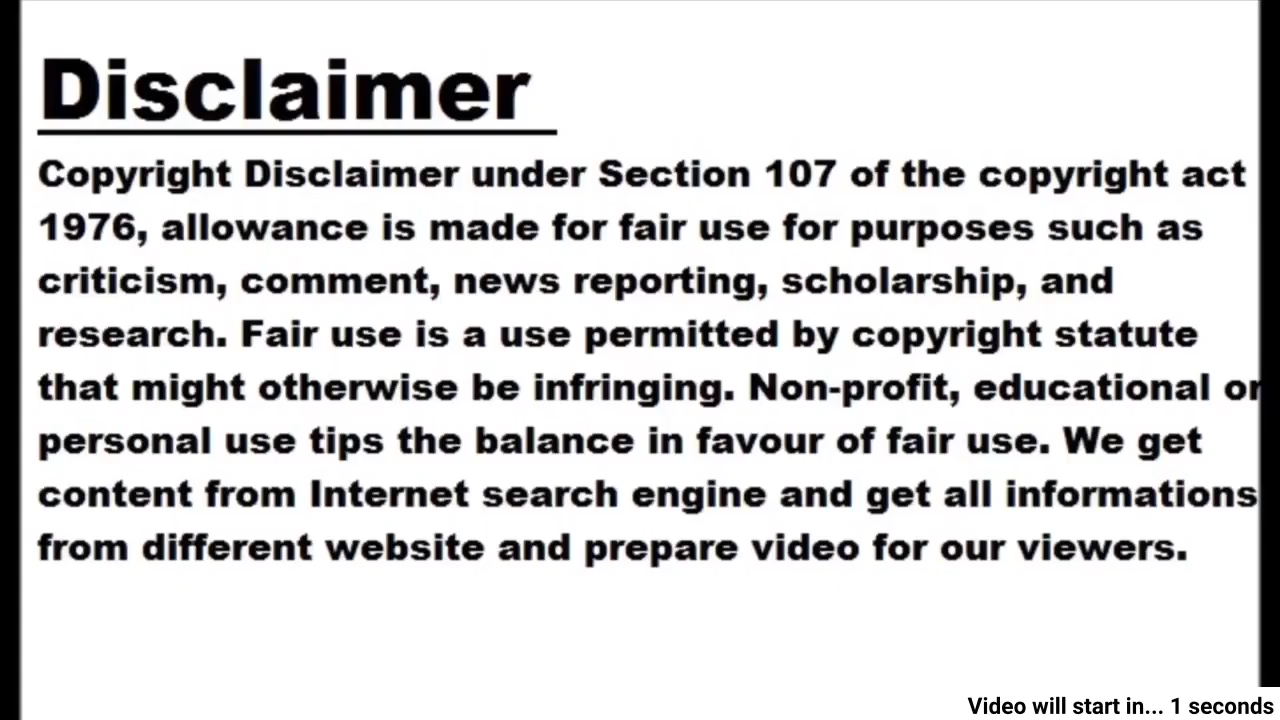 Disclaimer
Copyright Disclaimer under Section 107 of the copyright act
1976, allowance is made for fair use for purposes such as
criticism, comment, news reporting, scholarship, and
research. Fair use is a use permitted by copyright statute
that might otherwise be infringing. Non-profit, educational or
personal use tips the balance in favour of fair use. We get
content from Internet search engine and get all informations
from different website and prepare video for our viewers.
Video will start in... 1 seconds